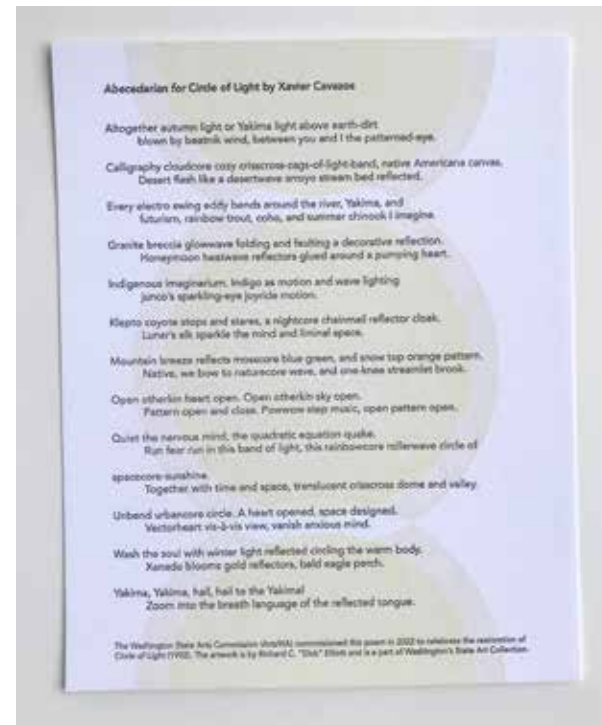 Abecedarian for Circle of Light by Xavier Cavazos
Altogether autumn light or Yakima light above earth-dirt
blown by beatnik wind, between you and I the patterned-eye.
Calligraphy cloudcore cozy crisscross-zags-of-light-band, native Americana canvas.
Desert flash like a desertwave arroyo stream bed reflected.
Every electro swing eddy bends around the river, Yakima, and
futurism, rainbow trout, coho, and summer chinook I imagine.
Granite breccia glowwave folding and faulting a decorative reflection.
Honeymoon heatwave reflectors glued around a pumping heart.
Indigenous imaginarium. Indigo as motion and wave lighting
junco's sparkling-eye joyride motion.
Klepto coyote stops and stares, a nightcore chainmail reflector cloak.
Luner's elk sparkle the mind and liminal space.
Mountain breeze reflects mosscore blue green, and snow top orange pattern.
Native, we bow to naturecore wave, and one-knee streamlet brook.
Open otherkin heart open. Open otherkin sky open.
Pattern open and close. Powwow step music, open pattern open.
Quiet the nervous mind, the quadratic equation quake.
Run fear run in this band of light, this rainbowcore rollerwave circle of
spacecore-sunshine.
Together with time and space, translucent crisscross dome and valley.
Unbend urbancore circle. A heart opened, space designed.
Vectorheart vis-à-vis view, vanish anxious mind.
Wash the soul with winter light reflected circling the warm body.
Xanadu blooms gold reflectors, bald eagle perch.
Yakima, Yakima, hail, hail to the Yakima!
Zoom into the breath language of the reflected tongue.
The Washington State Arts Commission (ArtsWA) commissioned this poem in 2022 to celebrate the restoration of
Circle of Light (1992). The artwork is by Richard C. "Dick" Elliott and is a part of Washington's State Art Collection.